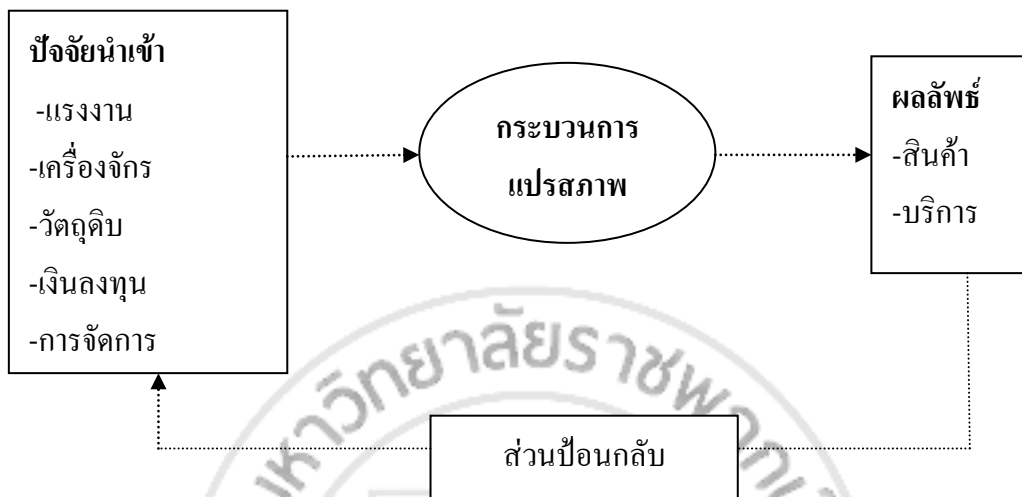 ปัจจัยนำเข้า
-แรงงาน
-เครื่องจักร
-วัตถุดิบ
-เงินลงทุน
-การจัดการ
กระบวนการ
แปรสภาพ
ผลลัพธ์
-สินค้า
-บริการ
ส่วนป้อนกลับ